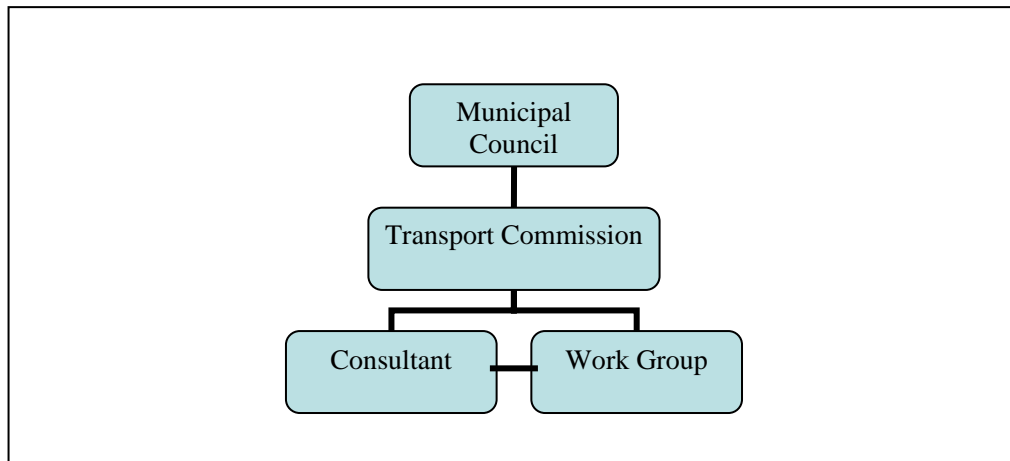 Municipal
Council
Transport Commission
Consultant
Work Group